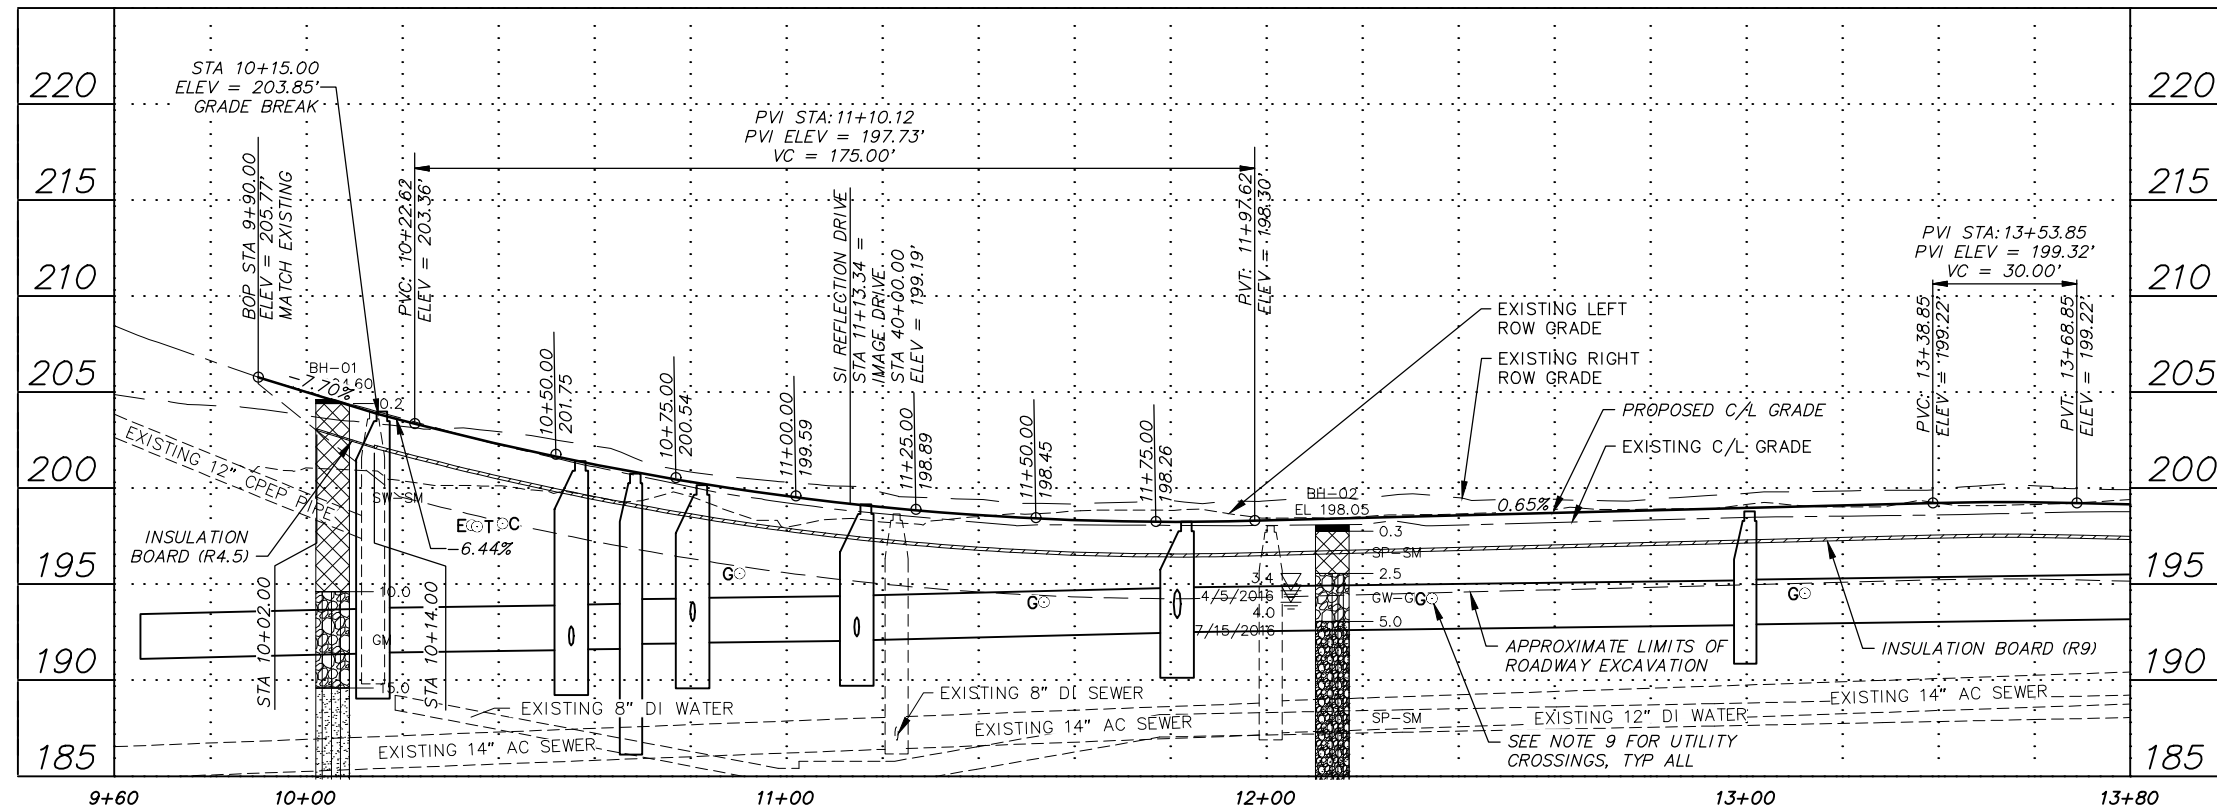 220
215
210
205
200
195
190
185
220
215
210
205
200
195
190
185
9+60
10+00
11+00
12+00
13+00
13+80
STA 10+15.00
ELEV = 203.85'
GRADE BREAK
BOP STA 9+90.00
ELEV = 205.77'
MATCH EXISTING
PVC: 10+22.62
ELEV = 203.36'
PVI STA:11+10.12
PVI ELEV = 197.73'
VC = 175.00'
10+50.00
201.75
10+75.00
200.54
11+00.00
199.59
SI REFLECTION DRIVE
STA 11+13.34 =
IMAGE DRIVE
STA 40+00.00
ELEV = 199.19'
11+25.00
198.89
11+50.00
198.45
11+75.00
198.26
PVT: 11+97.62
ELEV = 198.30'
EXISTING LEFT
ROW GRADE
EXISTING RIGHT
ROW GRADE
PROPOSED C/L GRADE
EXISTING C/L GRADE
PVI STA:13+53.85
PVI ELEV = 199.32'
VC = 30.00'
PVC: 13+38.85
ELEV = 199.22'
PVT: 13+68.85
ELEV = 199.22'
BH-01
-7.70%
0.2
SW-SM
10.0
GM
15.0
EXISTING 12" CPEP PIPE
INSULATION
BOARD (R4.5)
STA 10+02.00
STA 10+14.00
E T C
-6.44%
G
G
BH-02
EL 198.05
0.3
SP-SM
2.5
GW-G
G
5.0
SP-SM
3.4
4/5/2016
4.0
7/15/2016
0.65%
G
APPROXIMATE LIMITS OF
ROADWAY EXCAVATION
INSULATION BOARD (R9)
EXISTING 8" DI WATER
EXISTING 14" AC SEWER
EXISTING 8" DI SEWER
EXISTING 14" AC SEWER
EXISTING 12" DI WATER
EXISTING 14" AC SEWER
SEE NOTE 9 FOR UTILITY
CROSSINGS, TYP ALL